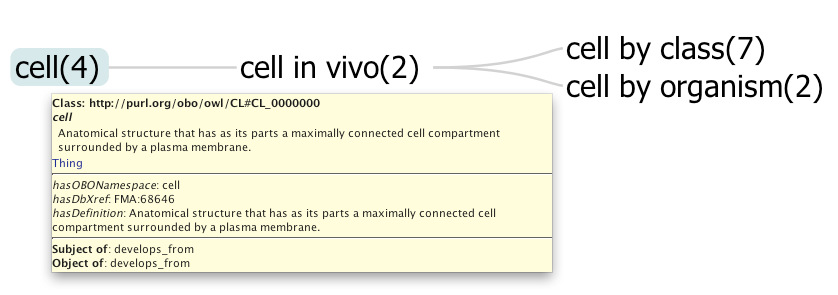 cell(4)
cell in vivo(2)
cell by class(7)
cell by organism(2)
Class: http://purl.org/obo/owl/CL#CL_0000000
cell
Anatomical structure that has as its parts a maximally connected cell compartment
surrounded by a plasma membrane.
Thing
hasOBONamespace: cell
hasDbXref: FMA:68646
hasDefinition: Anatomical structure that has as its parts a maximally connected cell
compartment surrounded by a plasma membrane.
Subject of: develops_from
Object of: develops_from